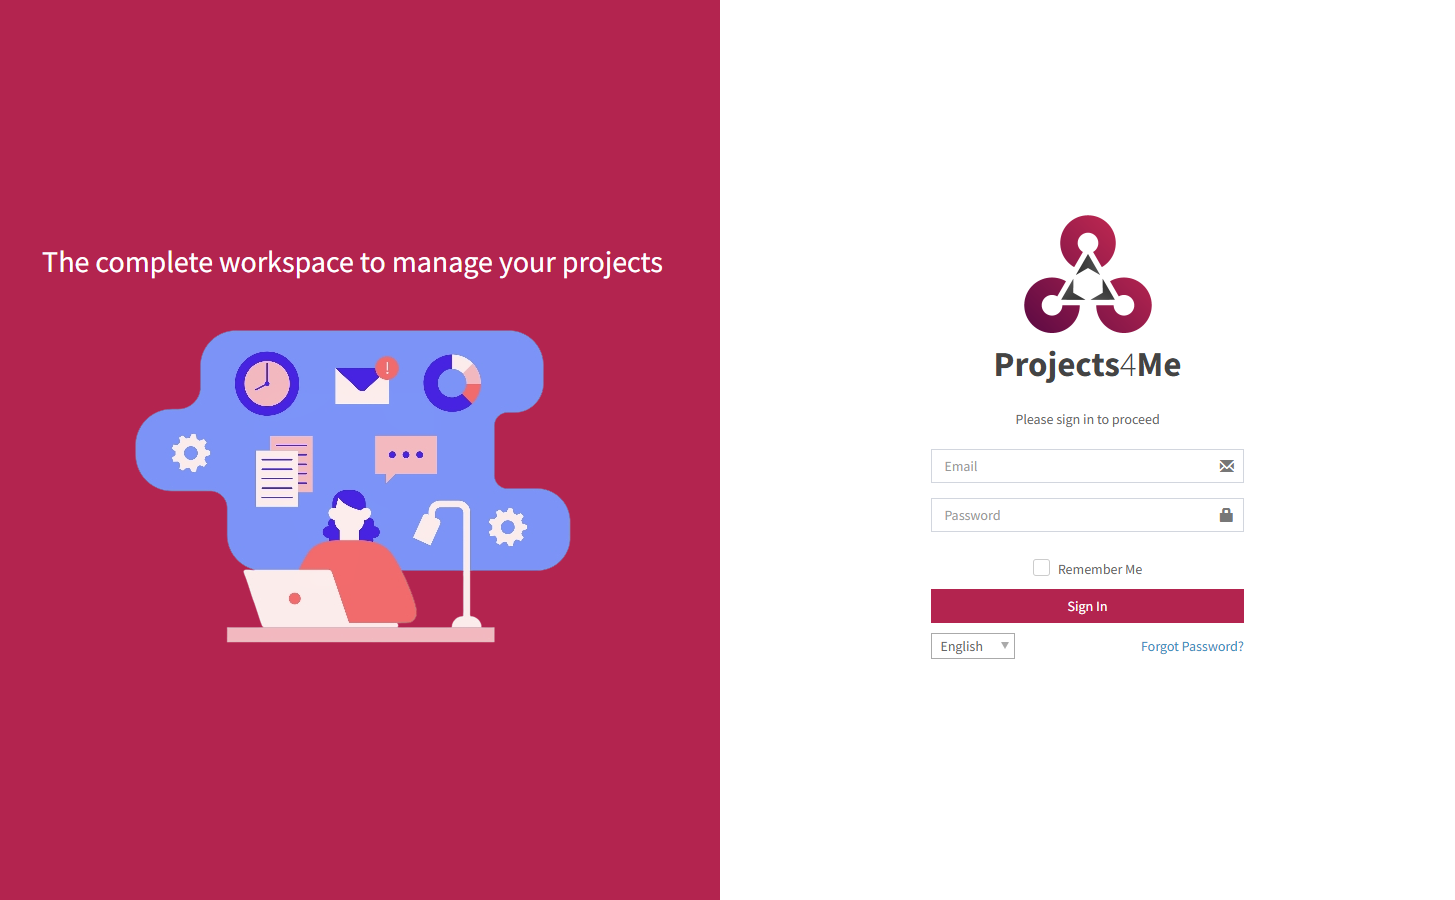 The complete workspace to manage your projects
Projects4Me
Please sign in to proceed
Email
Password
Remember Me
Sign In
English
Forgot Password?